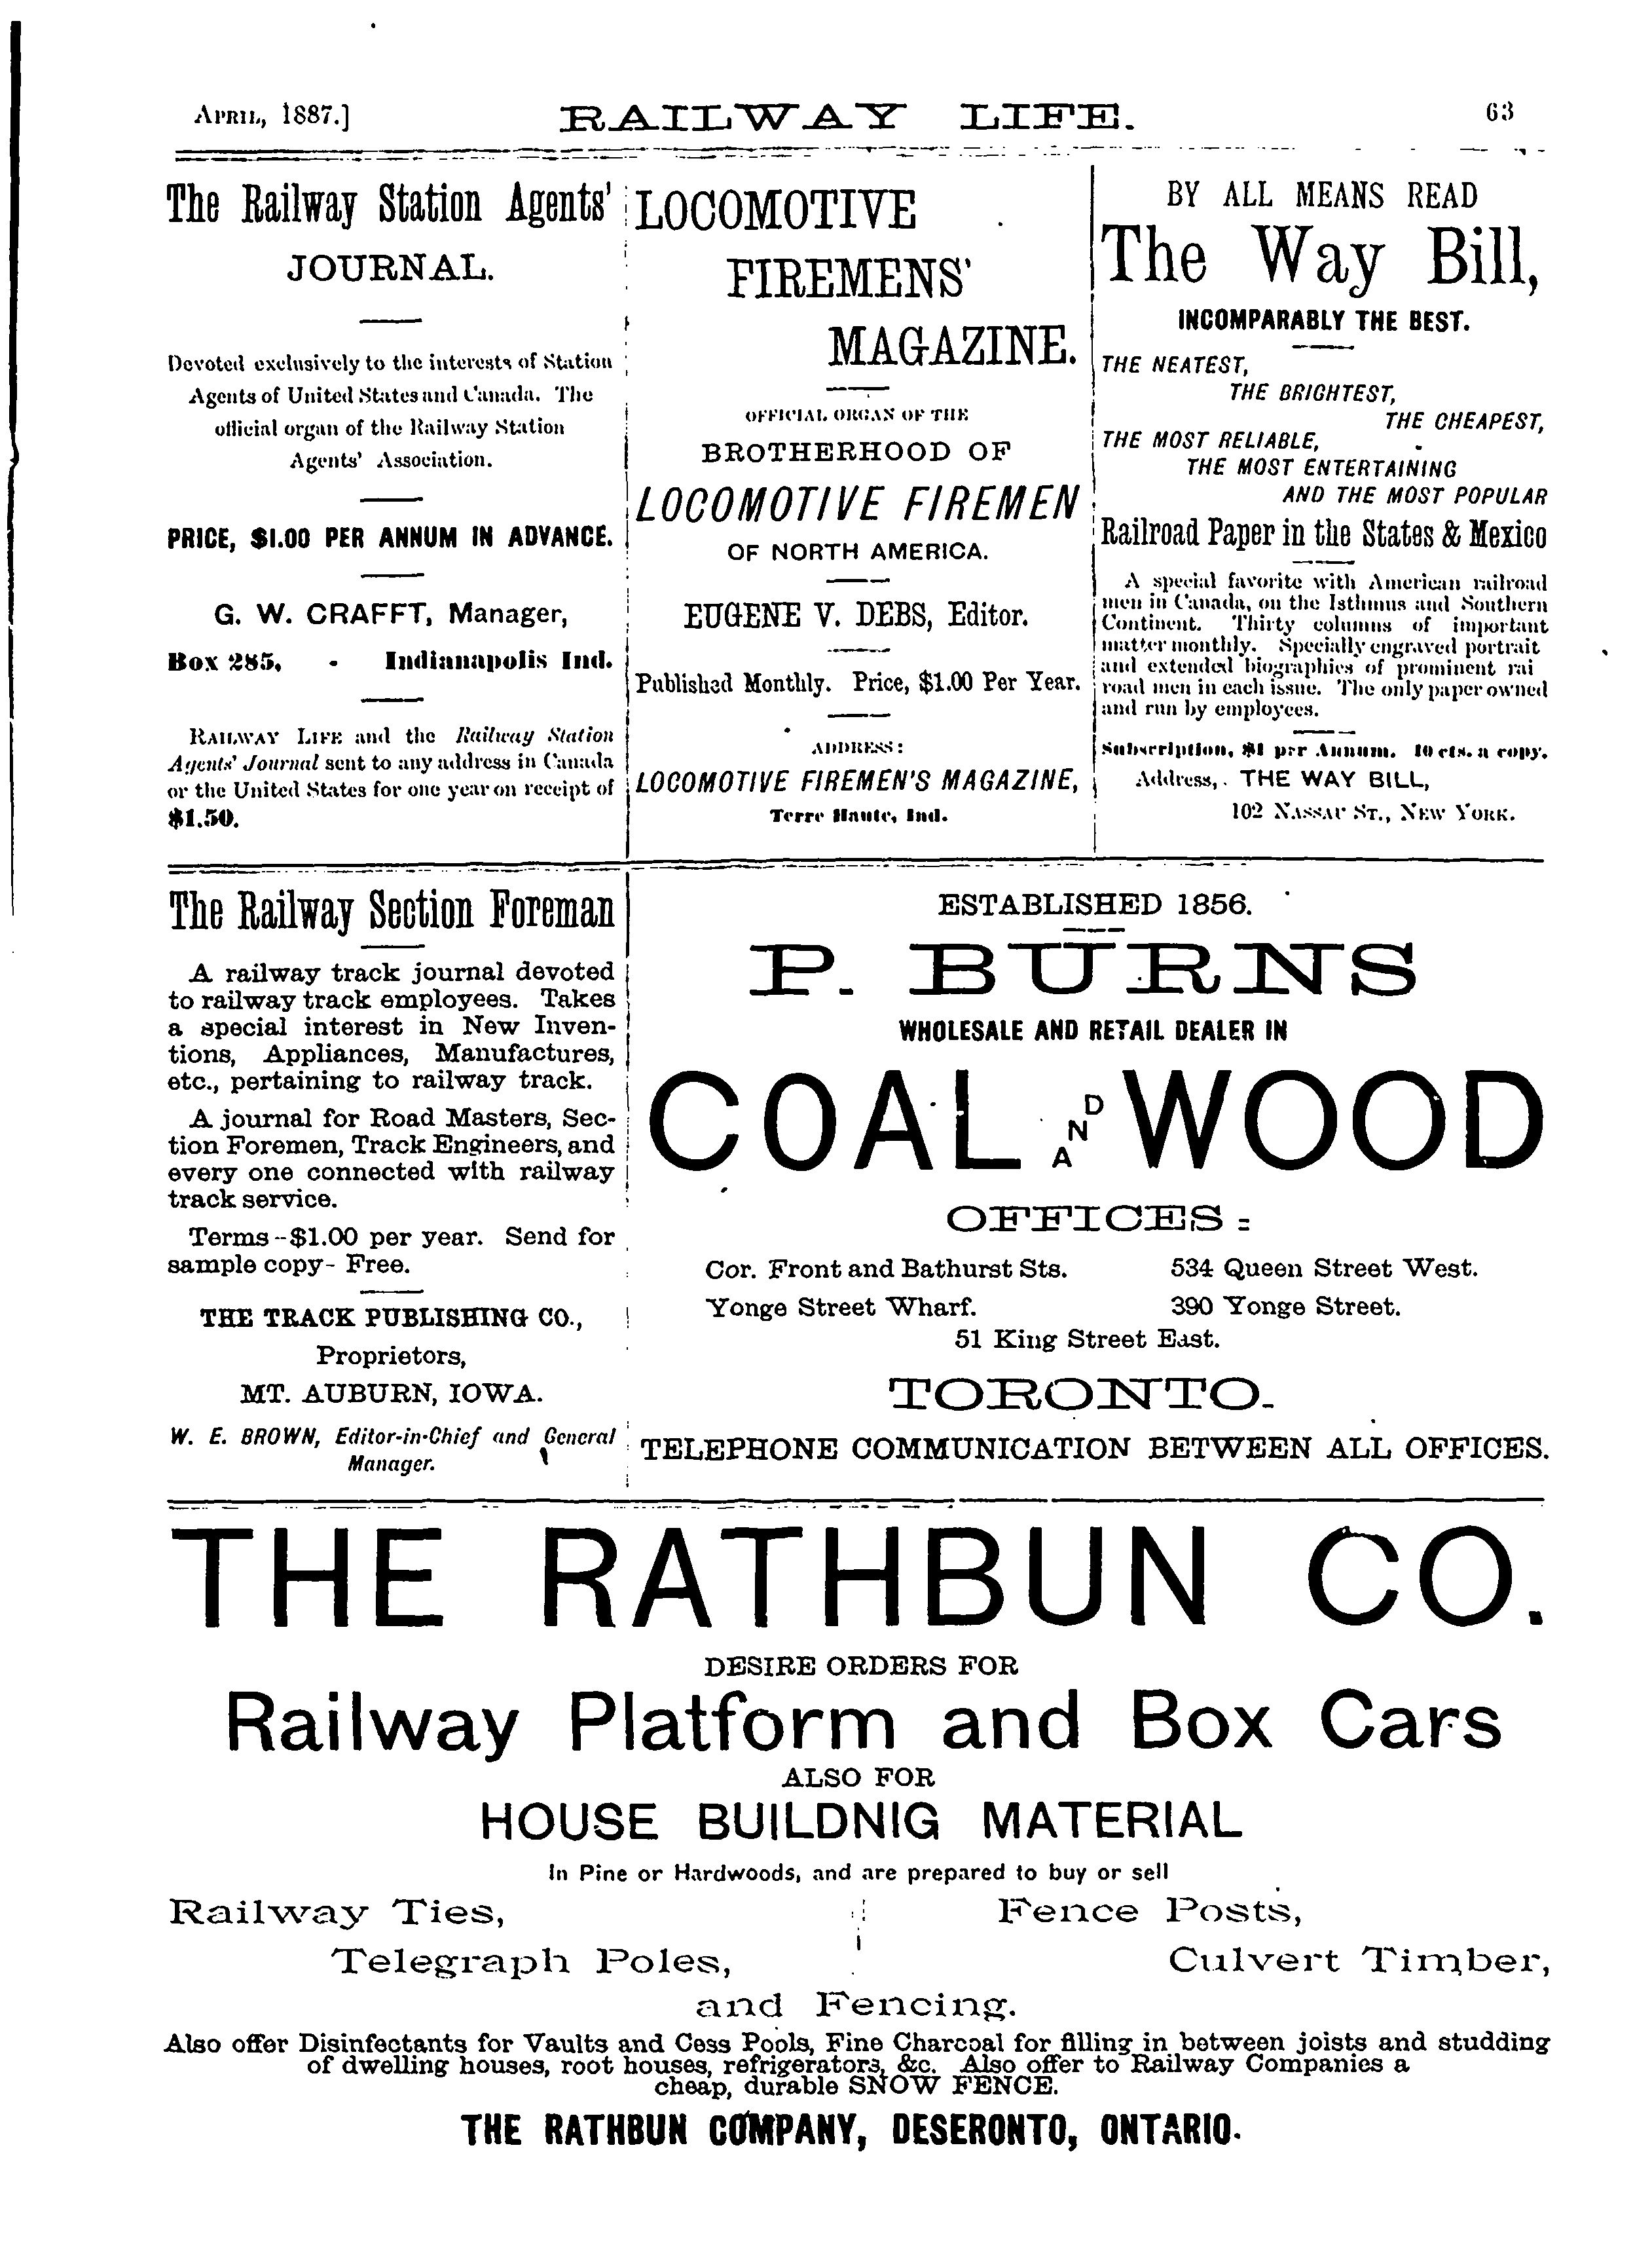 APRIL, 1887.]
RAILWAY LIFE.
63
The Railway Station Agents'
JOURNAL.
Devoted exclusively to the interests of Station
Agents of United States and Canada. The
official organ of the Railway Station
Agents' Association.
PRICE, $1.00 PER ANNUM IN ADVANCE.
G. W. CRAFFT, Manager,
Box 285, - Indianapolis Ind.
RAILWAY LIFE and the Railway Station
Agents' Journal sent to any address in Canada
or the United States for one year on receipt of
$1.50.
LOCOMOTIVE
FIREMENS'
MAGAZINE.
OFFICIAL ORGAN OF THE
BROTHERHOOD OF
LOCOMOTIVE FIREMEN
OF NORTH AMERICA.
EUGENE V. DEBS, Editor.
Published Monthly. Price, $1.00 Per Year.
ADDRESS:
LOCOMOTIVE FIREMEN'S MAGAZINE,
Terre Haute, Ind.
BY ALL MEANS READ
The Way Bill,
INCOMPARABLY THE BEST.
THE NEATEST,
THE BRIGHTEST,
THE CHEAPEST,
THE MOST RELIABLE,
THE MOST ENTERTAINING
AND THE MOST POPULAR
Railroad Paper in the States & Mexico
A special favorite with American railroad
men in Canada, on the Isthmus and Southern
Continent. Thirty columns of important
matter monthly. Specially engraved portrait
and extended biographies of prominent rai
road men in each issue. The only paper owned
and run by employees.
Subscription, $1 per Annum. 10 cts. a copy.
Address, THE WAY BILL,
102 NASSAU ST., NEW YORK.
The Railway Section Foreman
A railway track journal devoted
to railway track employees. Takes
a special interest in New Inven-
tions, Appliances, Manufactures,
etc., pertaining to railway track.
A journal for Road Masters, Sec-
tion Foremen, Track Engineers, and
every one connected with railway
track service.
Terms--$1.00 per year. Send for
sample copy- Free.
THE TRACK PUBLISHING CO.,
Proprietors,
MT. AUBURN, IOWA.
W. E. BROWN, Editor-in-Chief and General
Manager.
ESTABLISHED 1856.
P. BURNS
WHOLESALE AND RETAIL DEALER IN
COAL AND WOOD
OFFICES:
Cor. Front and Bathurst Sts. 534 Queen Street West.
Yonge Street Wharf. 390 Yonge Street.
51 King Street East.
TORONTO.
TELEPHONE COMMUNICATION BETWEEN ALL OFFICES.
THE RATHBUN CO.
DESIRE ORDERS FOR
Railway Platform and Box Cars
ALSO FOR
HOUSE BUILDNIG MATERIAL
In Pine or Hardwoods, and are prepared to buy or sell
Railway Ties, Fence Posts,
Telegraph Poles, Culvert Timber,
and Fencing.
Also offer Disinfectants for Vaults and Cess Pools, Fine Charcoal for filling in between joists and studding
of dwelling houses, root houses, refrigerators, &c. Also offer to Railway Companies a
cheap, durable SNOW FENCE.
THE RATHBUN COMPANY, DESERONTO, ONTARIO.